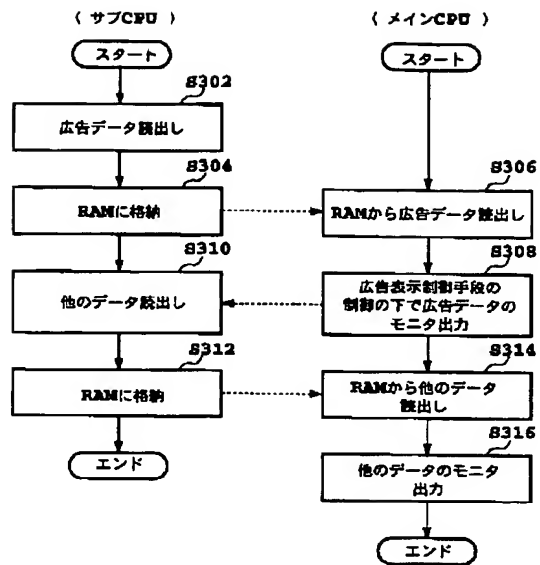 〈 サブCPU 〉
スタート
S302
広告データ読出し
S304
RAMに格納
S310
他のデータ読出し
S312
RAMに格納
エンド
〈 メインCPU 〉
スタート
S306
RAMから広告データ読出し
S308
広告表示制御手段の
制御の下で広告データの
モニタ出力
S314
RAMから他のデータ
読出し
S316
他のデータのモニタ
出力
エンド